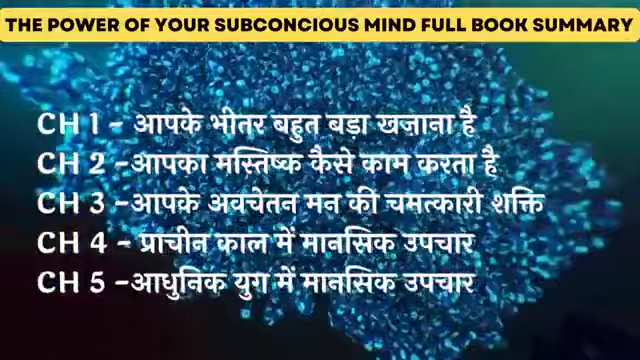 THE POWER OF YOUR SUBCONCIOUS MIND FULL BOOK SUMMARY
CH 1 - आपके भीतर बहुत बड़ा खज़ाना है
CH 2 -आपका मस्तिष्क कैसे काम करता है
CH 3 -आपके अवचेतन मन की चमत्कारी शक्ति
CH 4 - प्राचीन काल में मानसिक उपचार
CH 5 -आधुनिक युग में मानसिक उपचार